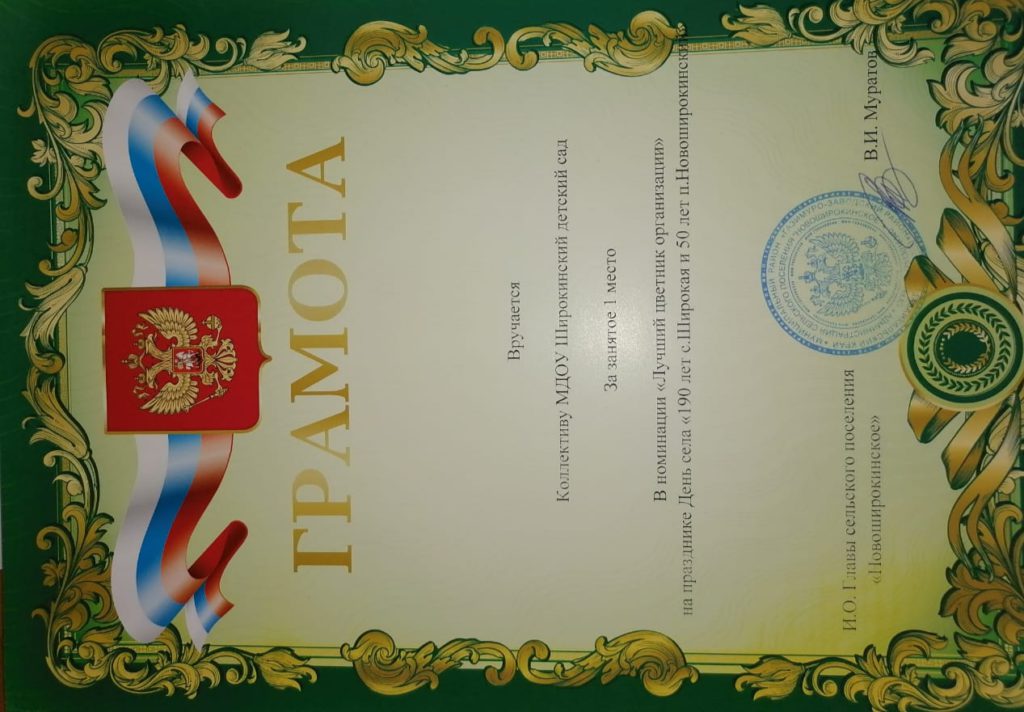 ГРАМОТА
Вручается
Коллективу МДОУ Широкинский детский сад
За занятое 1 место
В номинации «Лучший цветник организации»
на празднике День села «190 лет с.Широкая и 50 лет п.Новоширокинский»
И.О. Главы сельского поселения
«Новоширокинское»
В.И. Муратов